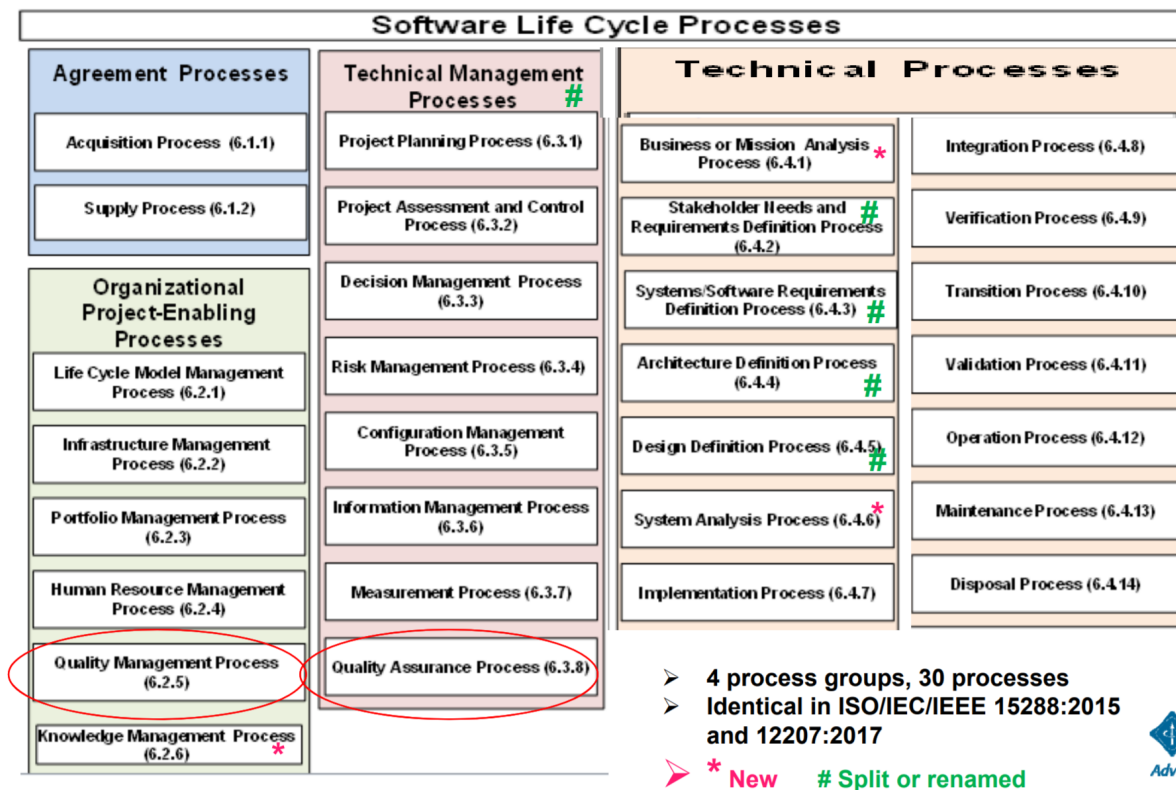 Software Life Cycle Processes
Agreement Processes
Acquisition Process (6.1.1)
Supply Process (6.1.2)
Organizational
Project-Enabling
Processes
Life Cycle Model Management
Process (6.2.1)
Infrastructure Management
Process (6.2.2)
Portfolio Management Process
(6.2.3)
Human Resource Management
Process (6.2.4)
Quality Management Process
(6.2.5)
Knowledge Management Process
(6.2.6) *
Technical Management
Processes #
Project Planning Process (6.3.1)
Project Assessment and Control
Process (6.3.2)
Decision Management Process
(6.3.3)
Risk Management Process (6.3.4)
Configuration Management
Process (6.3.5)
Information Management Process
(6.3.6)
Measurement Process (6.3.7)
Quality Assurance Process (6.3.8)
Technical Processes
Business or Mission Analysis
Process (6.4.1) *
Stakeholder Needs and #
Requirements Definition Process
(6.4.2)
Systems/Software Requirements
Definition Process (6.4.3) #
Architecture Definition Process
(6.4.4) #
Design Definition Process (6.4.5)
#
System Analysis Process (6.4.6) *
Implementation Process (6.4.7)
Integration Process (6.4.8)
Verification Process (6.4.9)
Transition Process (6.4.10)
Validation Process (6.4.11)
Operation Process (6.4.12)
Maintenance Process (6.4.13)
Disposal Process (6.4.14)
➢ 4 process groups, 30 processes
➢ Identical in ISO/IEC/IEEE 15288:2015
and 12207:2017
➢ * New # Split or renamed